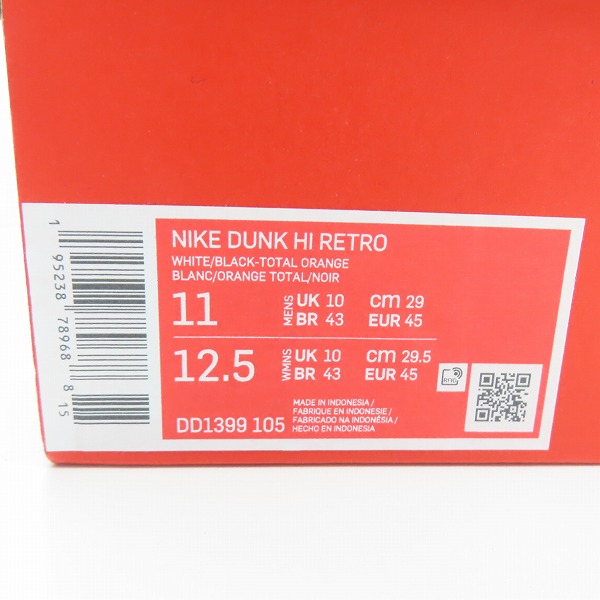 NIKE DUNK HI RETRO
WHITE/BLACK-TOTAL ORANGE
BLANC/ORANGE TOTAL/NOIR
11 MENS UK 10 CM 29
BR 43 EUR 45
12.5 WMNS UK 10 CM 29.5
BR 43 EUR 45
RFID
DD1399 105
MADE IN INDONESIA /
FABRIQUE EN INDONESIE /
FABRICADO NA INDONÉSIA /
HECHO EN INDONESIA
1 95238 78968 8 15